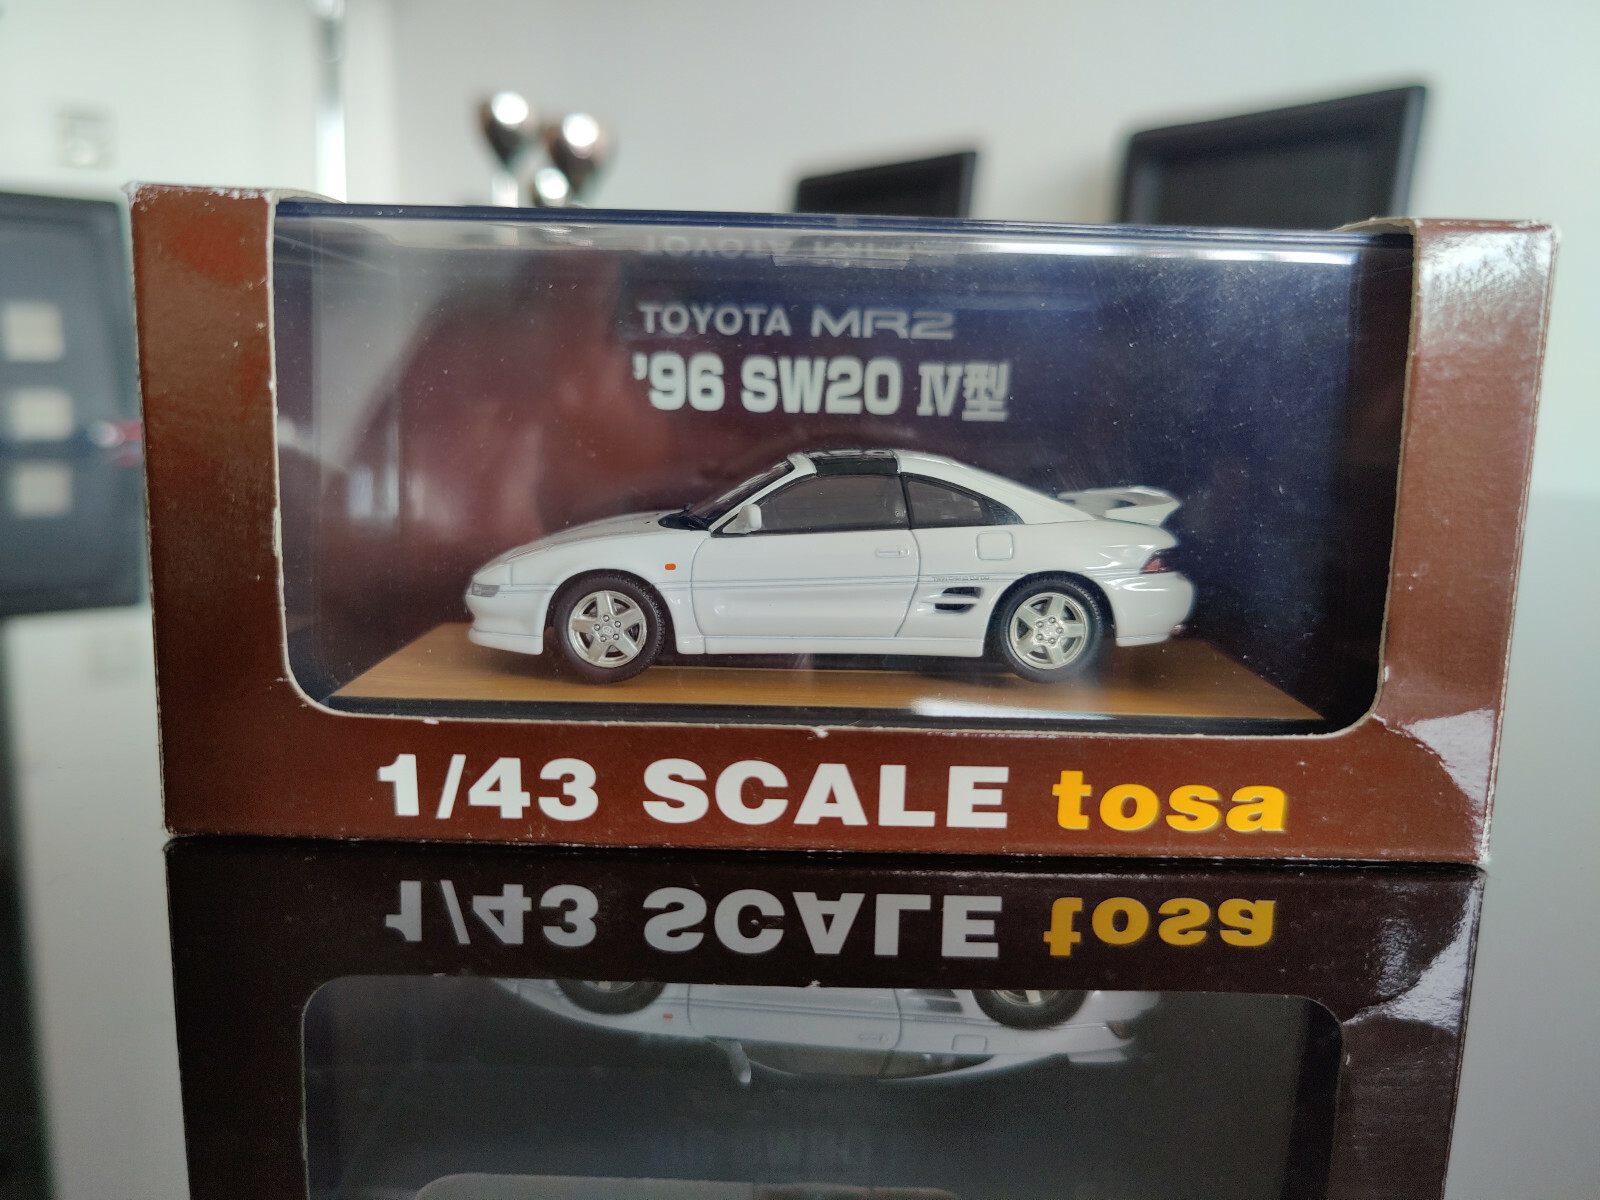 TOYOTA MR2
'96 SW20 Ⅳ型
1/43 SCALE tosa